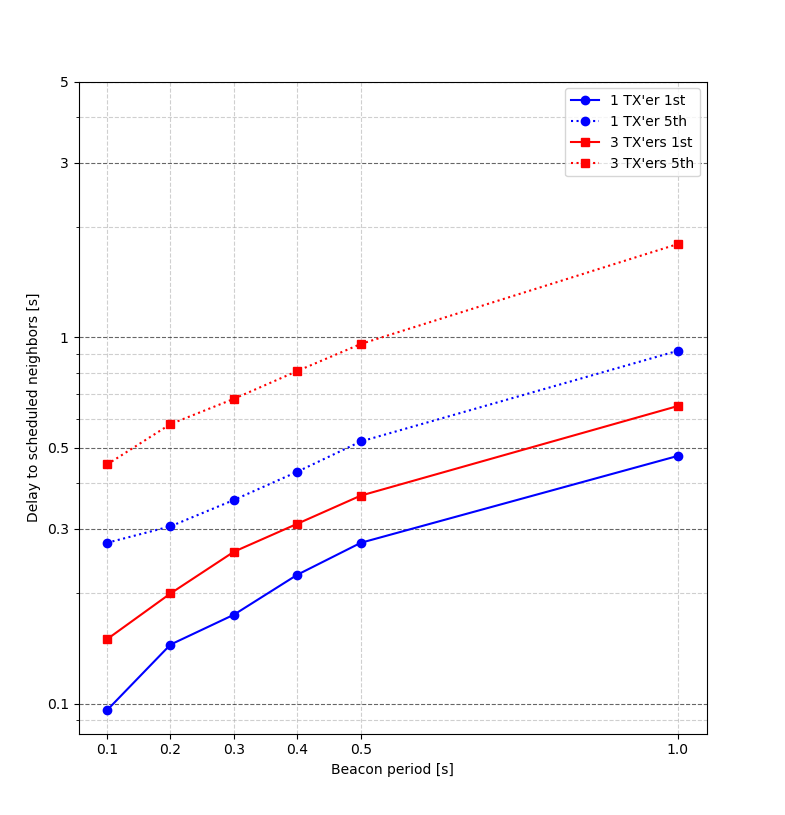 5
3
1
0.5
0.3
0.1
Delay to scheduled neighbors [s]
1 TX'er 1st
1 TX'er 5th
3 TX'ers 1st
3 TX'ers 5th
0.1 0.2 0.3 0.4 0.5 1.0
Beacon period [s]